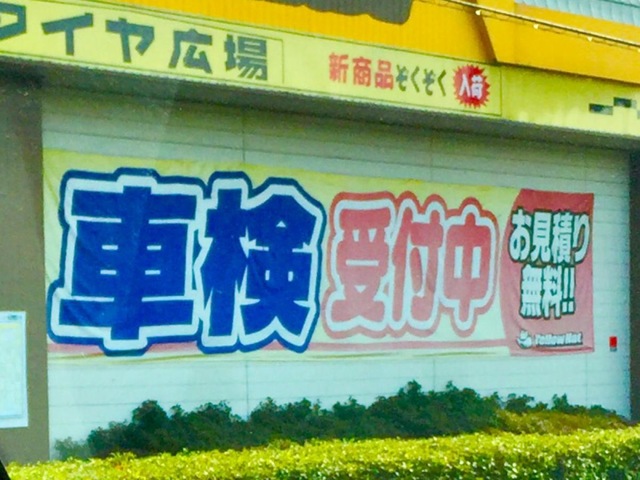 タイヤ広場
新商品ぞくぞく入荷
車検受付中
お見積り
無料!!
Yellow Hat